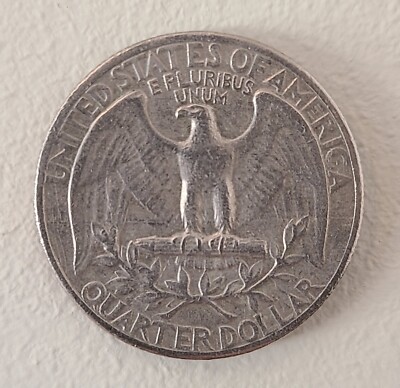 UNITED STATES OF AMERICA
E PLURIBUS
UNUM
QUARTER DOLLAR